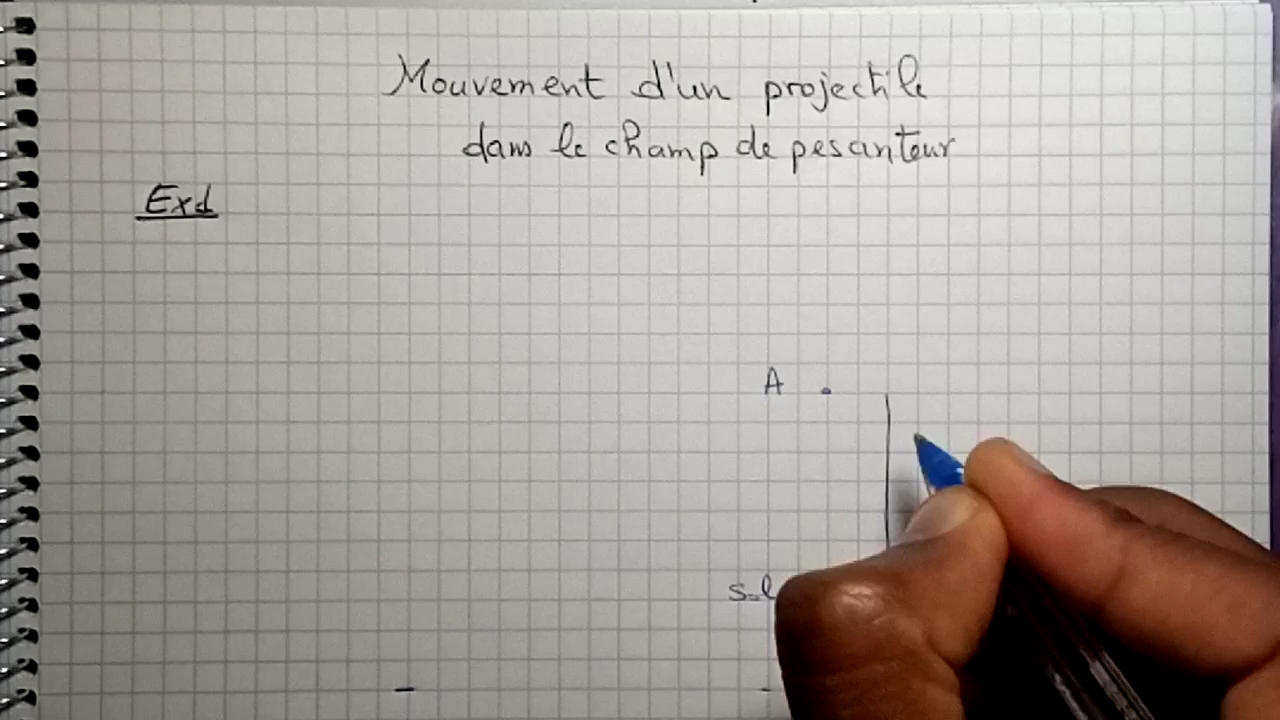 Mouvement d'un projectile
dans le champ de pesanteur
Ex1
A
Sol